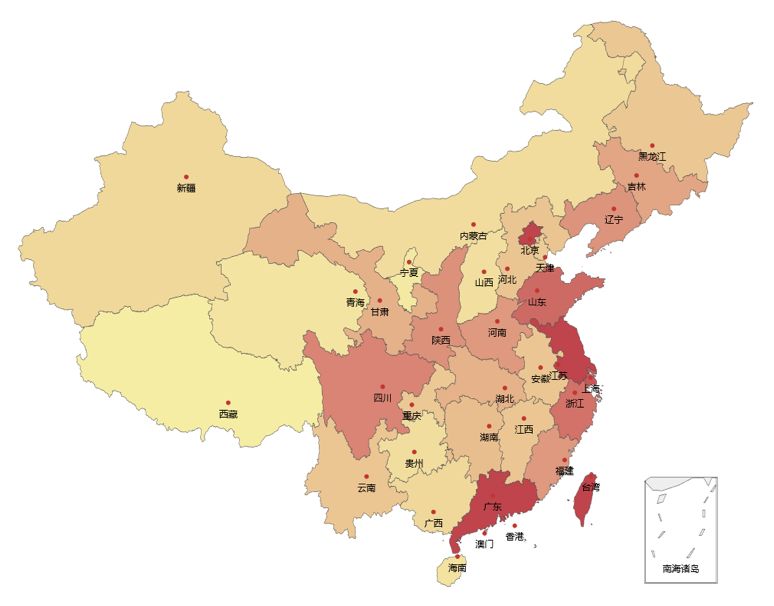 黑龙江
吉林
新疆
辽宁
内蒙古
北京
天津
宁夏
河北
山西
青海
山东
甘肃
河南
陕西
安徽
江苏
上海
四川
湖北
浙江
西藏
重庆
江西
湖南
贵州
福建
云南
台湾
广东
广西
香港
澳门
海南
南海诸岛